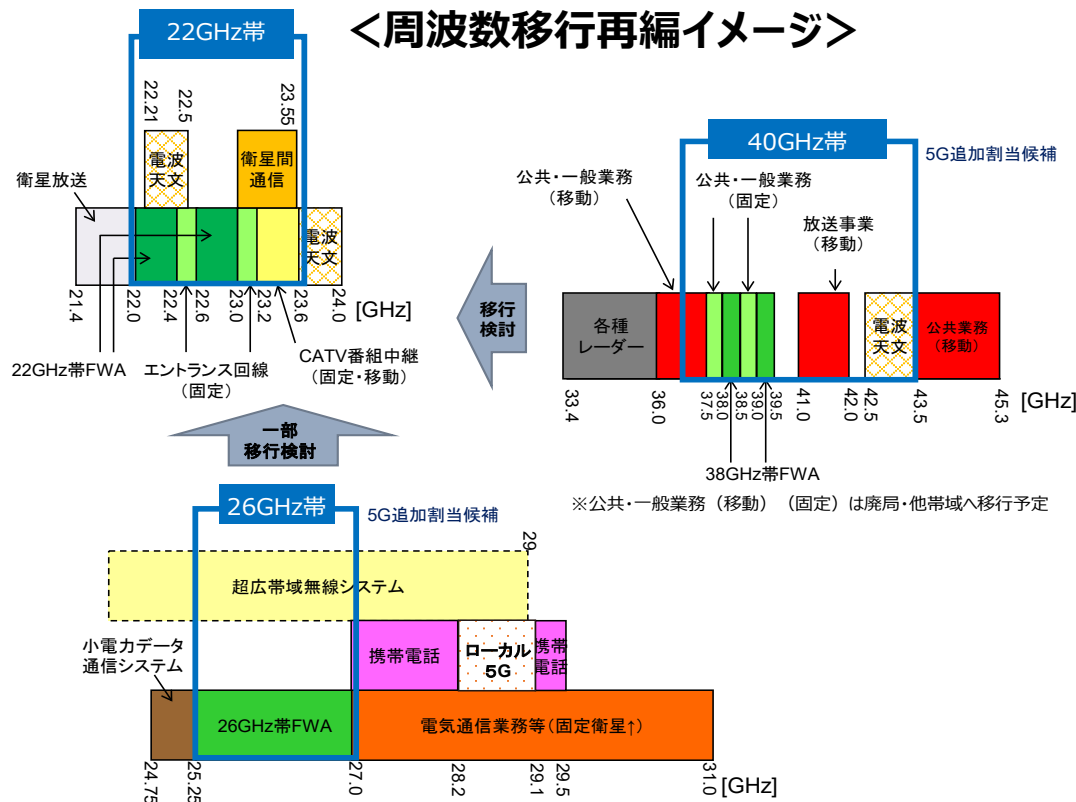 <周波数移行再編イメージ>
22GHz帯
22.21
22.5
23.55
電波
天文
衛星間
通信
衛星放送
電波
天文
21.4
22.0
22.4
22.6
23.0
23.2
23.6
24.0
[GHz]
22GHz帯FWA
エントランス回線
(固定)
CATV番組中継
(固定・移動)
移行
検討
一部
移行検討
40GHz帯
5G追加割当候補
公共・一般業務
(移動)
公共・一般業務
(固定)
放送事業
(移動)
各種
レーダー
電波
天文
公共業務
(移動)
33.4
36.0
37.5
38.0
38.5
39.0
39.5
41.0
42.0
42.5
43.5
45.3
[GHz]
38GHz帯FWA
※公共・一般業務(移動)(固定)は廃局・他帯域へ移行予定
26GHz帯
5G追加割当候補
29
超広帯域無線システム
小電力データ
通信システム
携帯電話
ローカル
5G
携帯
電話
26GHz帯FWA
電気通信業務等(固定衛星↑)
24.75
25.25
27.0
28.2
29.1
29.5
31.0
[GHz]